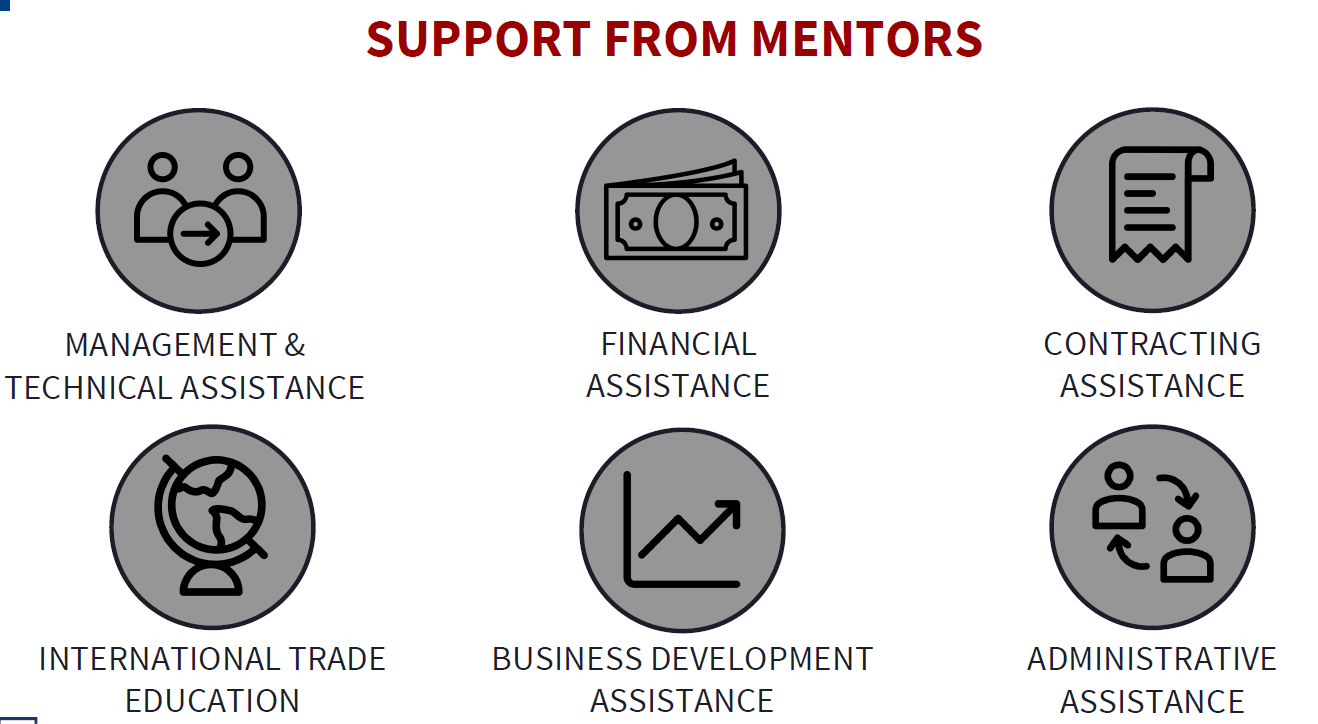 SUPPORT FROM MENTORS
MANAGEMENT &
TECHNICAL ASSISTANCE
FINANCIAL
ASSISTANCE
CONTRACTING
ASSISTANCE
INTERNATIONAL TRADE
EDUCATION
BUSINESS DEVELOPMENT
ASSISTANCE
ADMINISTRATIVE
ASSISTANCE